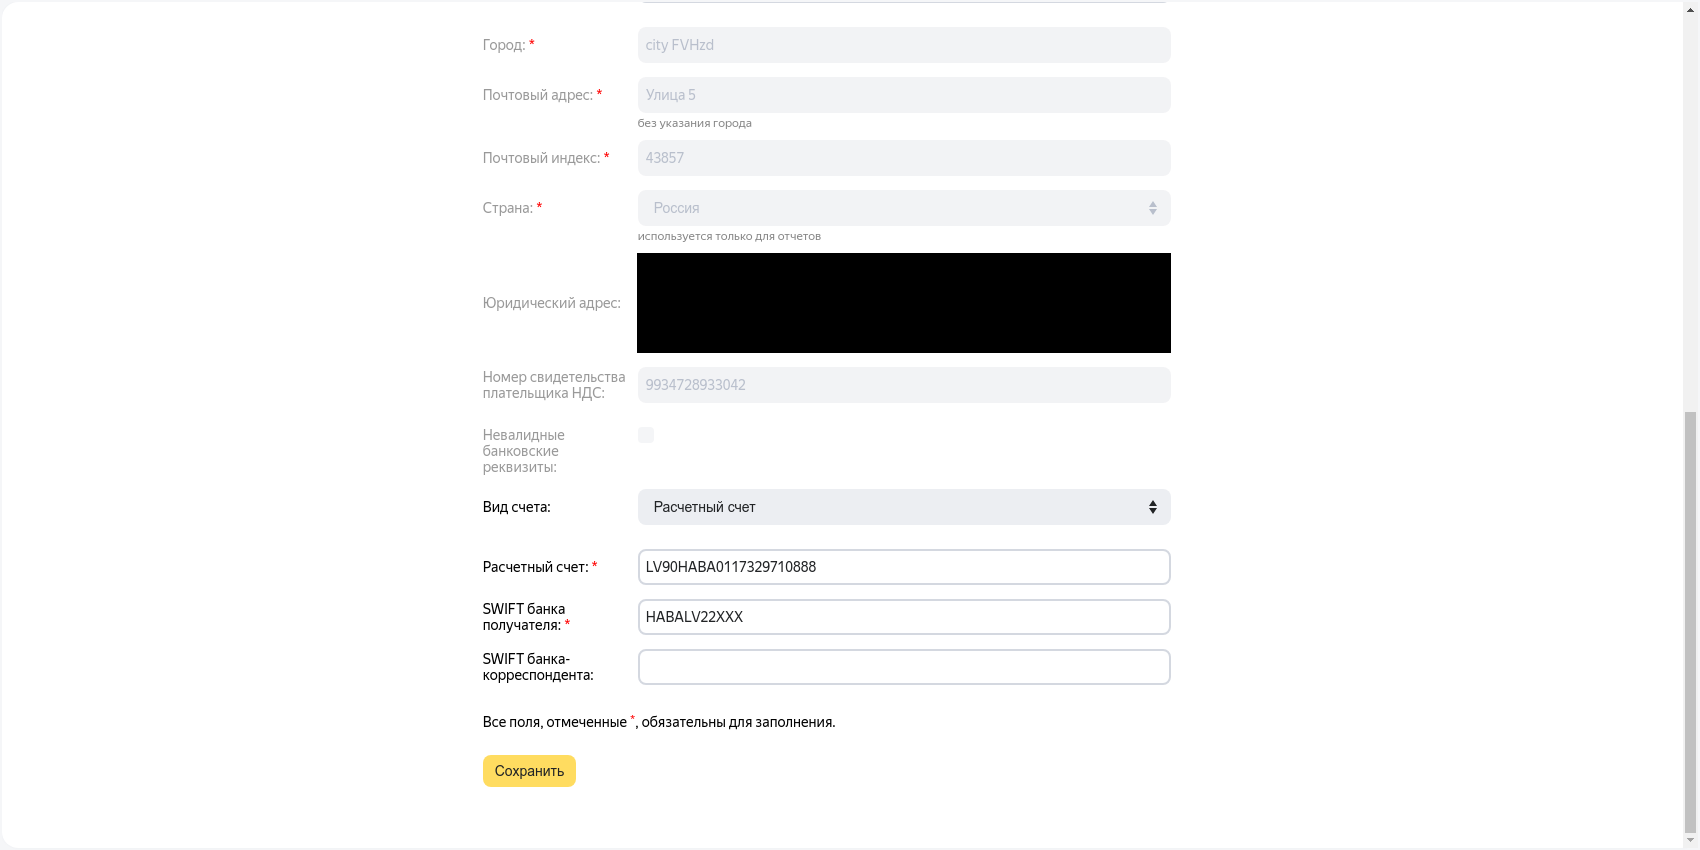 Город: *
city FVHzd
Почтовый адрес: *
Улица 5
без указания города
Почтовый индекс: *
43857
Страна: *
Россия
используется только для отчетов
Юридический адрес:
Номер свидетельства
плательщика НДС:
9934728933042
Невалидные
банковские
реквизиты:
Вид счета:
Расчетный счет
Расчетный счет: *
LV90HABA0117329710888
SWIFT банка
получателя: *
HABALV22XXX
SWIFT банка-
корреспондента:
Все поля, отмеченные *, обязательны для заполнения.
Сохранить